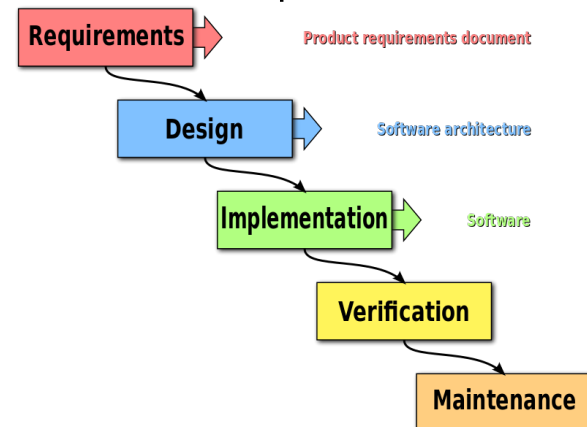 Requirements
Product requirements document
Design
Software architecture
Implementation
Software
Verification
Maintenance